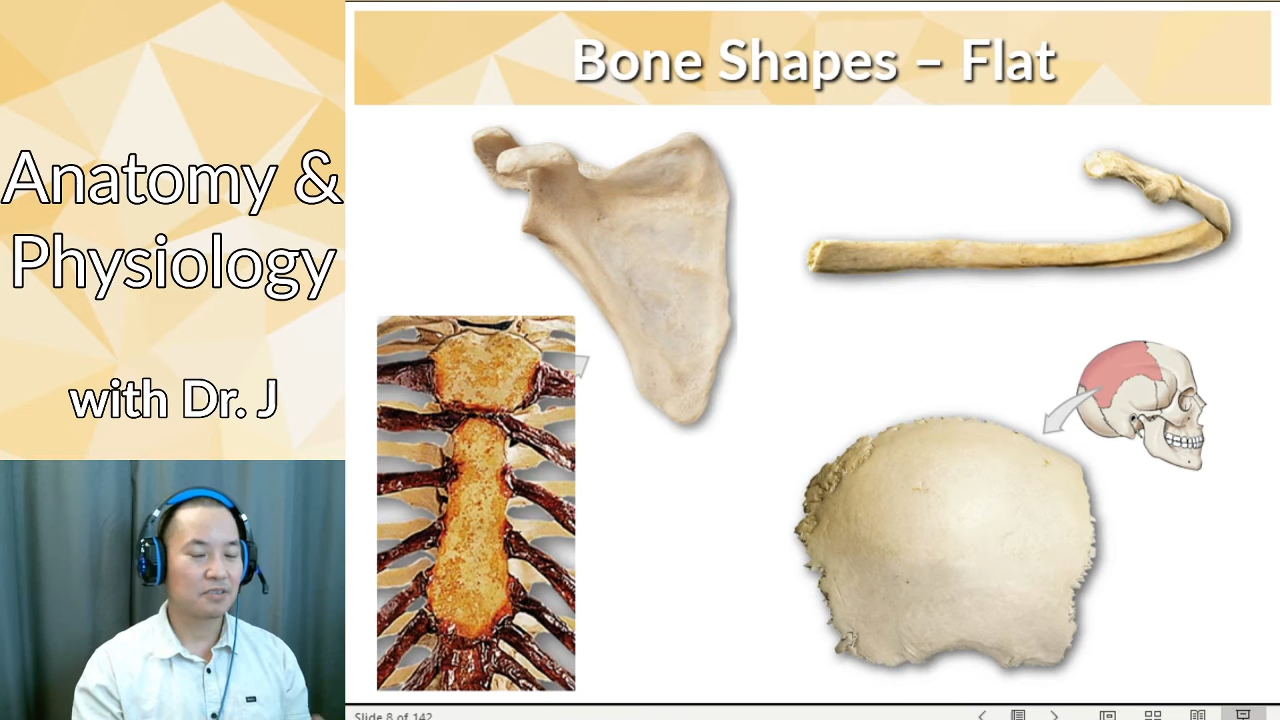 Bone Shapes – Flat
Anatomy &
Physiology
with Dr. J
Slide 8 of 142